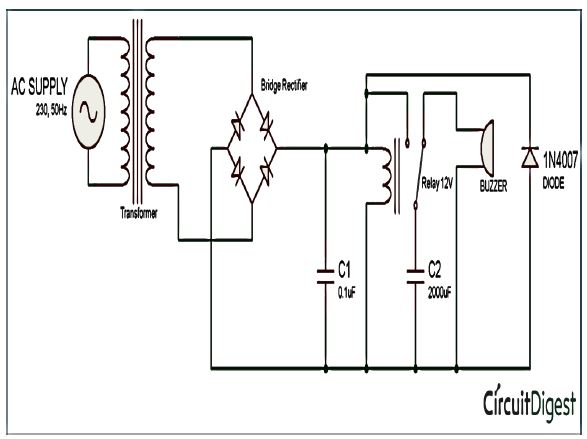 AC SUPPLY
230, 50Hz
Transformer
Bridge Rectifier
C1
0.1uF
Relay 12V
C2
2000uF
BUZZER
1N4007
DIODE
CircuitDigest